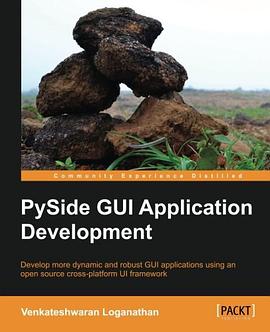 Community Experience Distilled
PySide GUI Application
Development
Develop more dynamic and robust GUI applications using an
open source cross-platform UI framework
Venkateshwaran Loganathan
PACKT
PUBLISHING